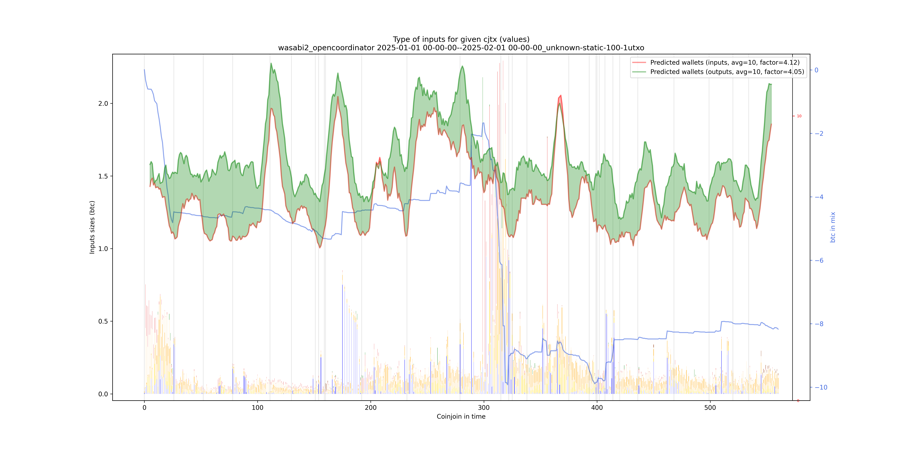 Type of inputs for given cjtx (values)
wasabi2_opencoordinator 2025-01-01 00-00-00--2025-02-01 00-00-00_unknown-static-100-1utxo
Predicted wallets (inputs, avg=10, factor=4.12)
Predicted wallets (outputs, avg=10, factor=4.05)
2.0
1.5
1.0
0.5
0.0
Inputs sizes (btc)
0
100
200
300
400
500
Coinjoin in time
0
−2
−4
−6
−8
−10
btc in mix